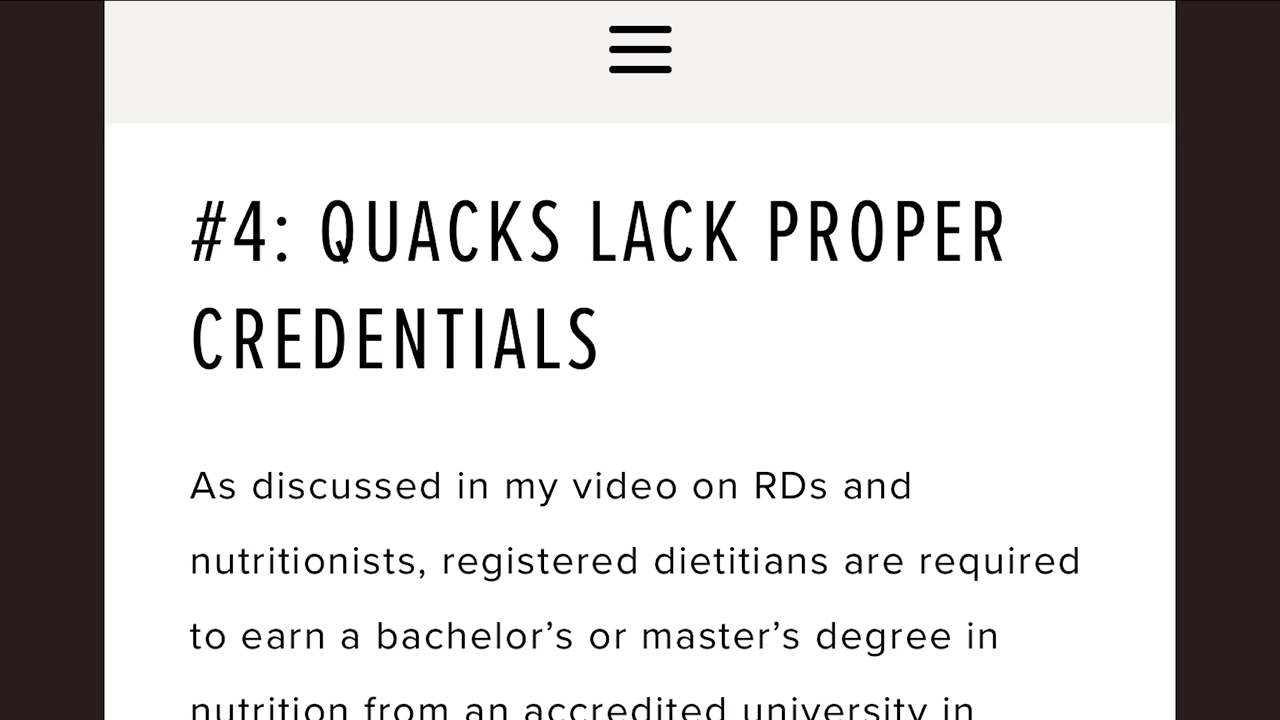 #4: QUACKS LACK PROPER
CREDENTIALS
As discussed in my video on RDs and
nutritionists, registered dietitians are required
to earn a bachelor’s or master’s degree in
nutrition from an accredited university in